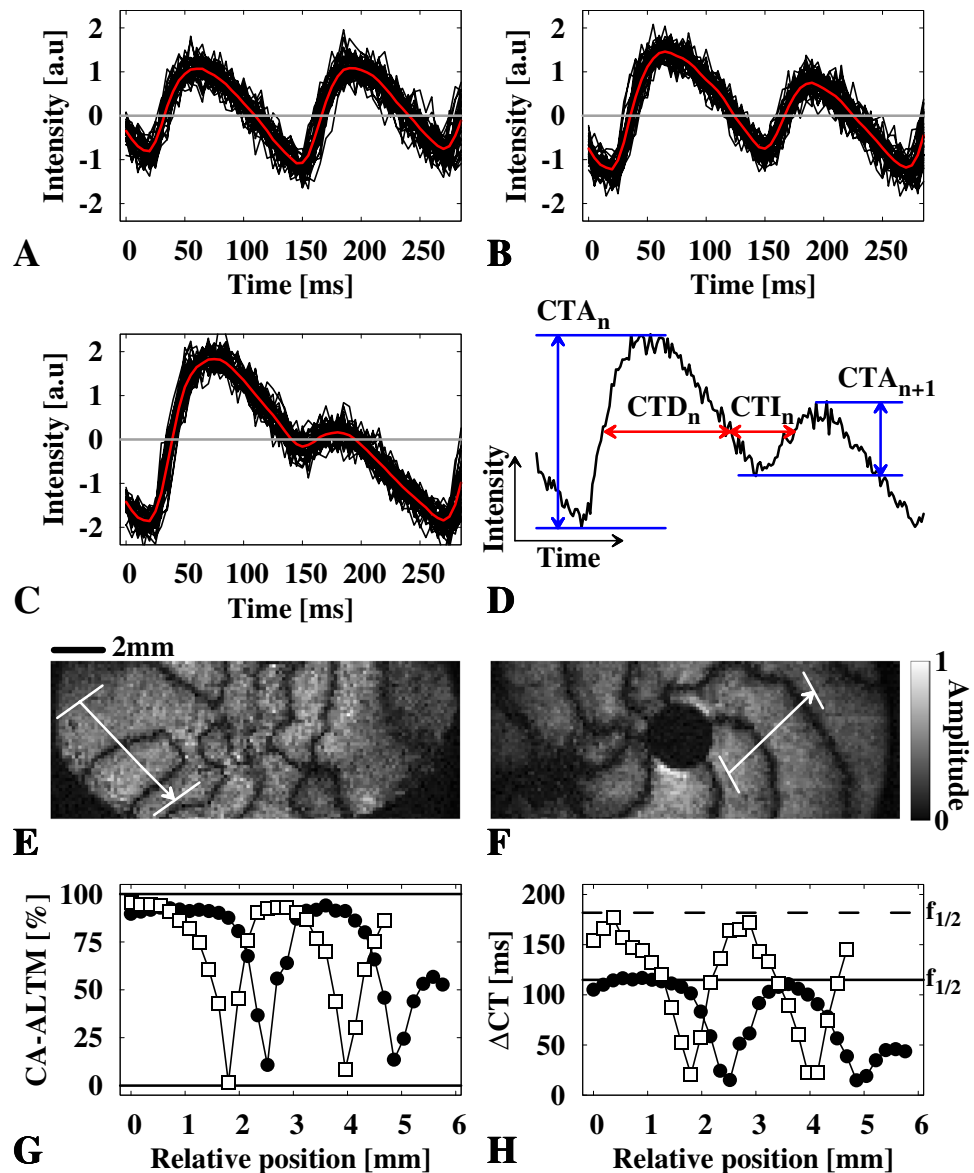 2
1
0
-1
-2
Intensity [a.u]
0 50 100 150 200 250
Time [ms]
A
2
1
0
-1
-2
Intensity [a.u]
0 50 100 150 200 250
Time [ms]
B
2
1
0
-1
-2
Intensity [a.u]
0 50 100 150 200 250
Time [ms]
C
CTAn
CTDn
CTIn
CTAn+1
Intensity
Time
D
2mm
E
F
1
Amplitude
0
100
75
50
25
0
CA-ALTM [%]
0 1 2 3 4 5 6
Relative position [mm]
G
200
150
100
50
0
ΔCT [ms]
f1/2
f1/2
0 1 2 3 4 5 6
Relative position [mm]
H